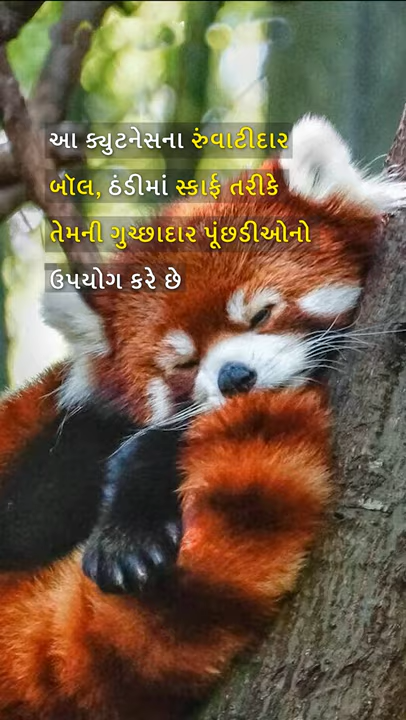 આ ક્યુટનેસના રુંવાટીદાર
બૉલ, ઠંડીમાં સ્કાર્ફ તરીકે
તેમની ગુચ્છાદાર પૂંછડીઓનો
ઉપયોગ કરે છે